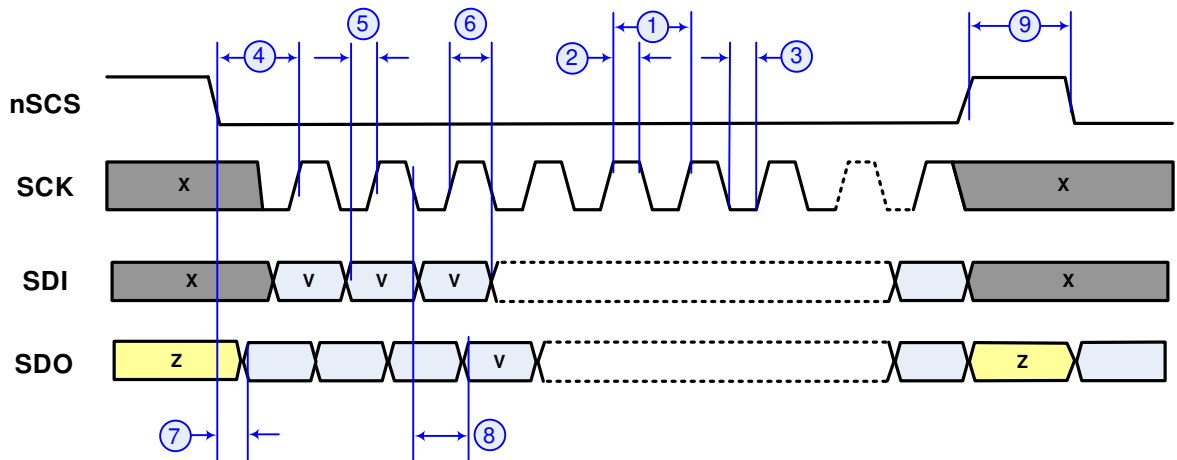 5 6 1 9
4 2 3
nSCS
SCK X X
SDI X V V V X
SDO Z V Z
7 8